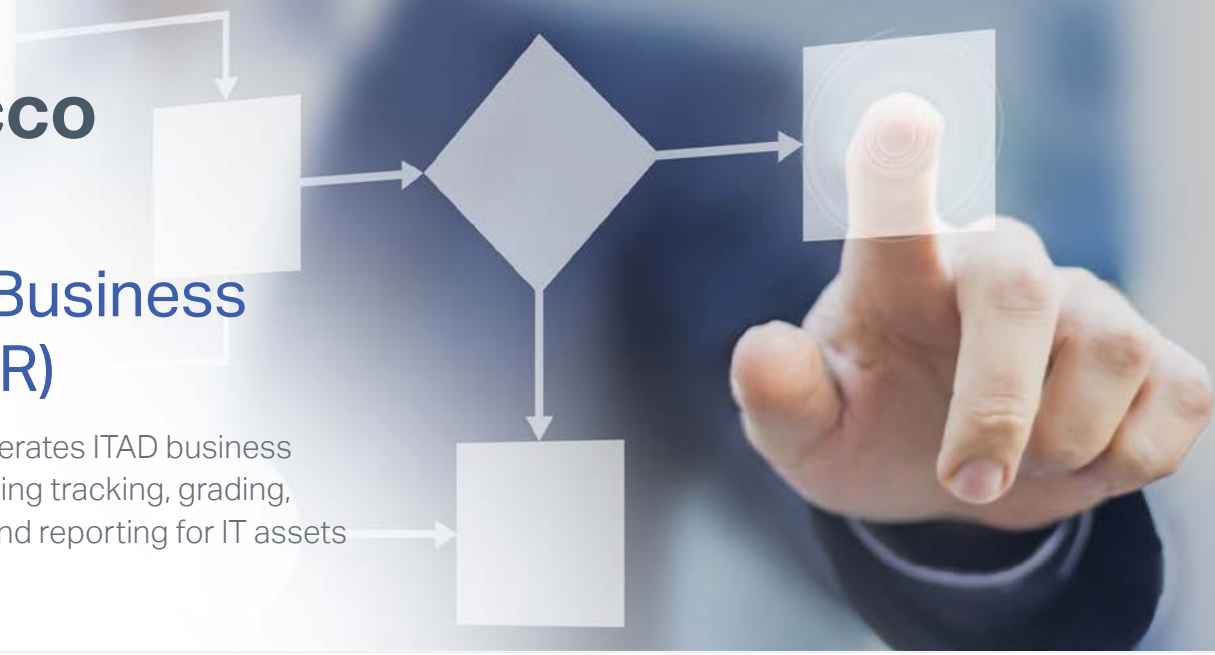 cco
Business
R)
erates ITAD business
ing tracking, grading,
nd reporting for IT assets